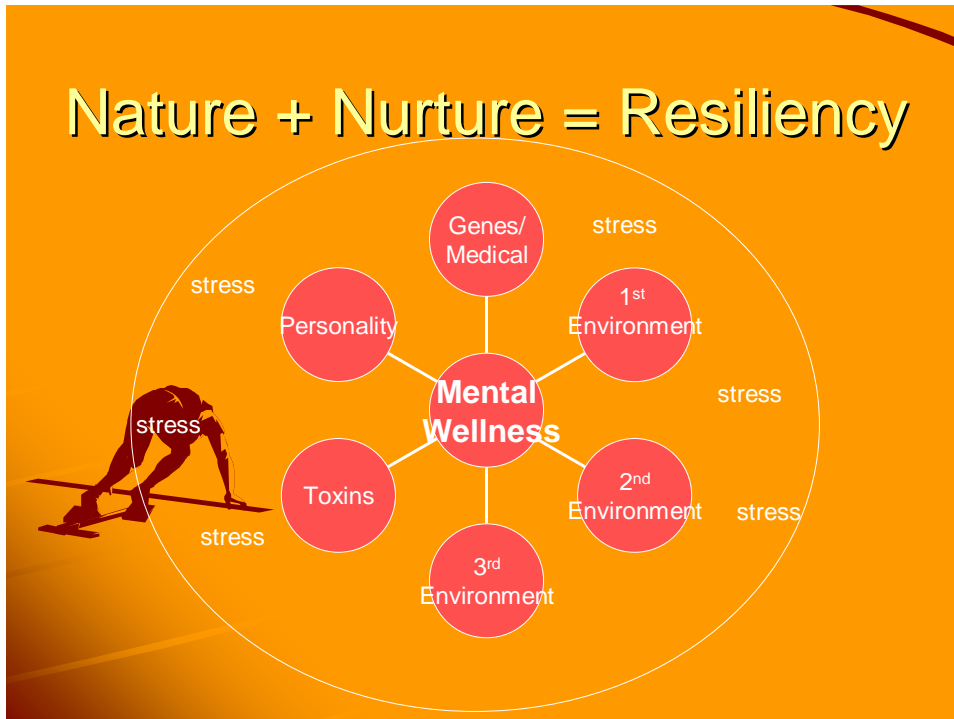 Nature + Nurture = Resiliency
Genes/
Medical
stress
stress
1st
Environment
Personality
Mental
Wellness
stress
stress
2nd
Environment
Toxins
stress
stress
3rd
Environment